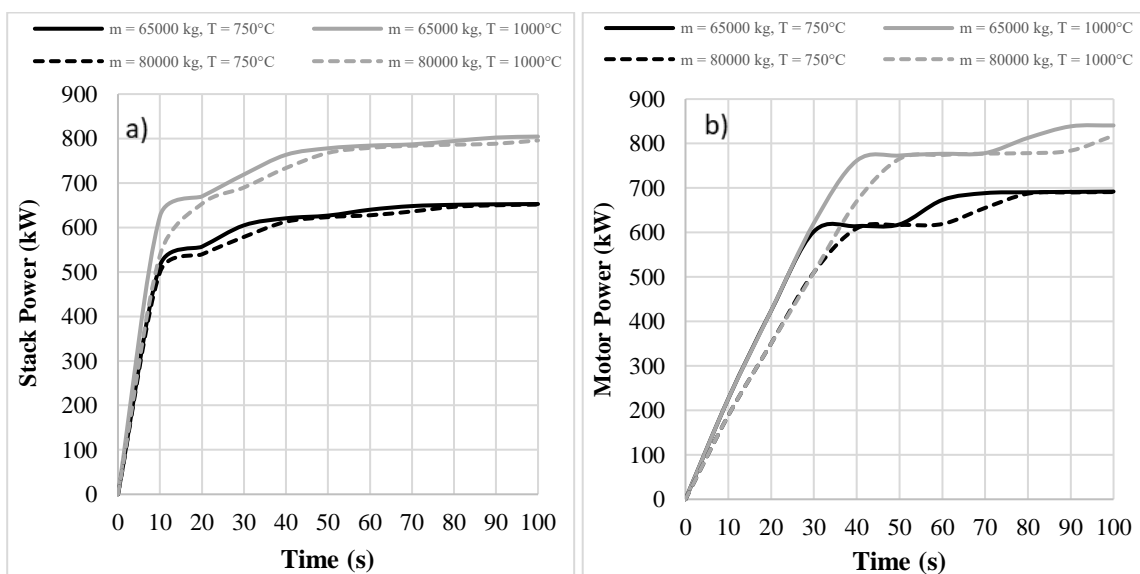 m = 65000 kg, T = 750°C
m = 65000 kg, T = 1000°C
m = 80000 kg, T = 750°C
m = 80000 kg, T = 1000°C
a)
900
800
700
600
500
400
300
200
100
0
Stack Power (kW)
0 10 20 30 40 50 60 70 80 90 100
Time (s)
m = 65000 kg, T = 750°C
m = 65000 kg, T = 1000°C
m = 80000 kg, T = 750°C
m = 80000 kg, T = 1000°C
b)
900
800
700
600
500
400
300
200
100
0
Motor Power (kW)
0 10 20 30 40 50 60 70 80 90 100
Time (s)